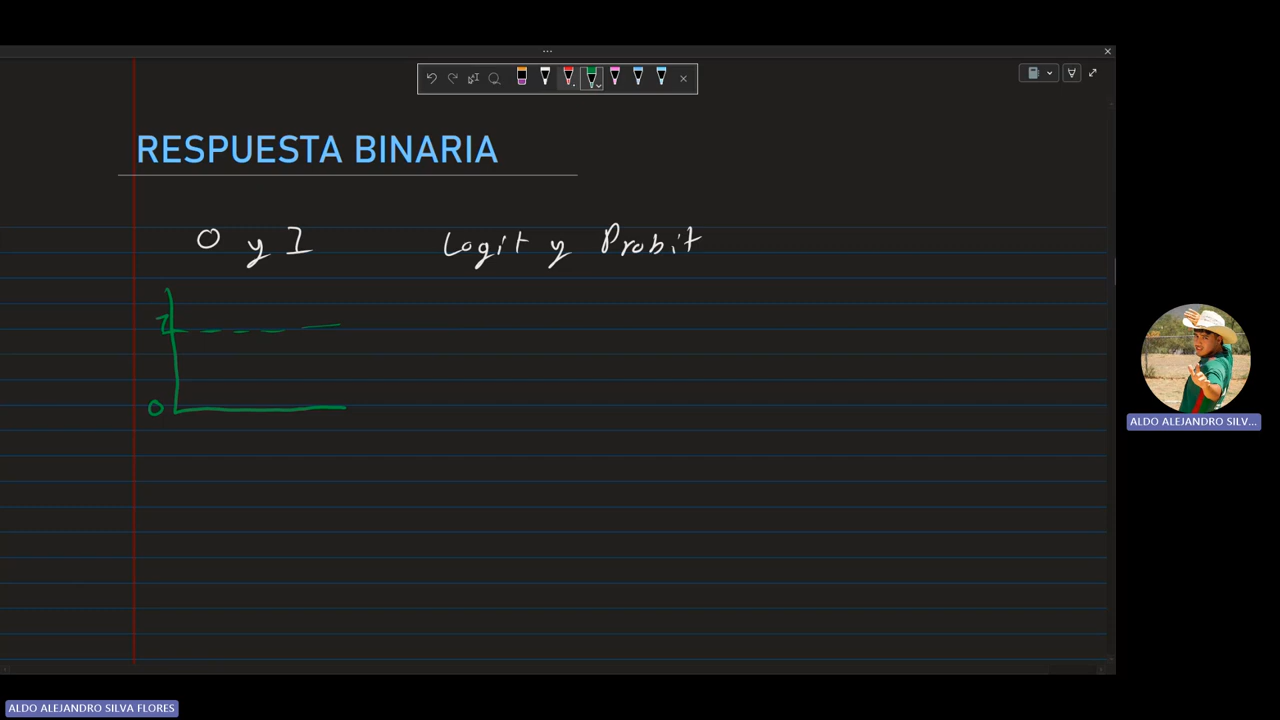 RESPUESTA BINARIA
0 y 1 Logit y Probit
1
0
ALDO ALEJANDRO SILV...
ALDO ALEJANDRO SILVA FLORES